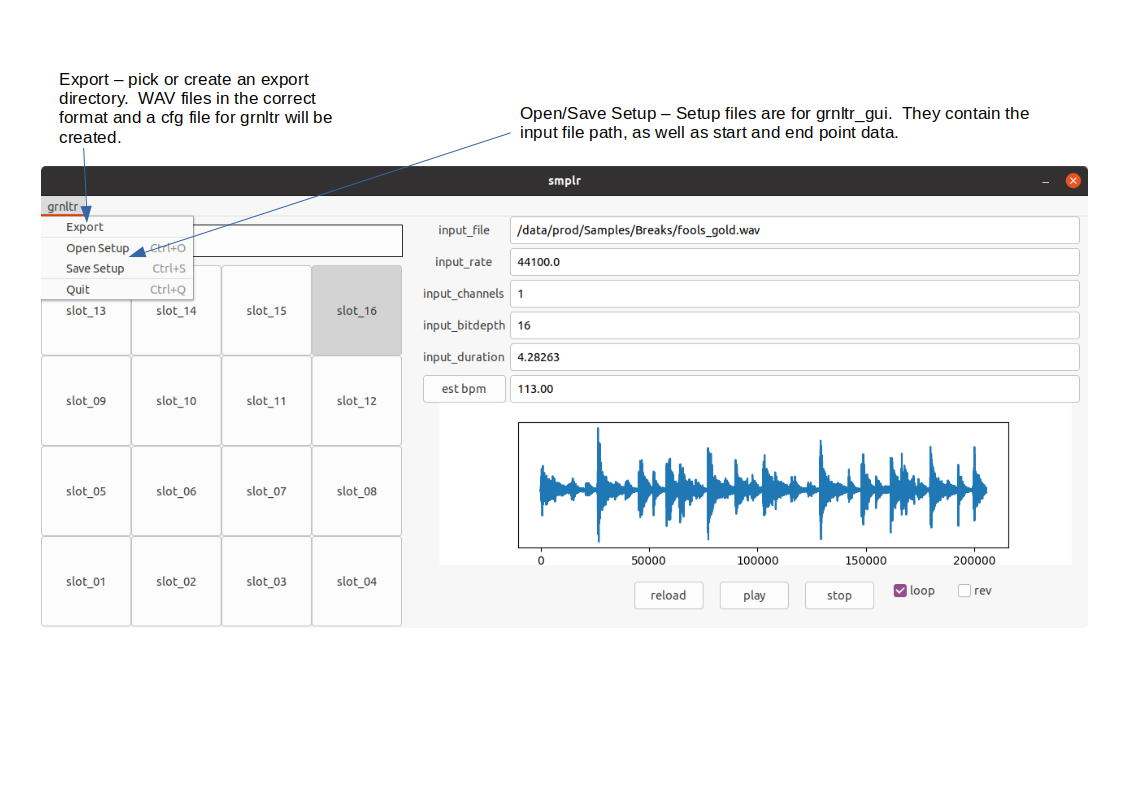 Export – pick or create an export
directory.  WAV files in the correct
format and a cfg file for grnltr will be
created.
Open/Save Setup – Setup files are for grnltr_gui.  They contain the
input file path, as well as start and end point data.
smplr
grnltr
Export
Open Setup Ctrl+O
Save Setup Ctrl+S
Quit Ctrl+Q
slot_13 slot_14 slot_15 slot_16
slot_09 slot_10 slot_11 slot_12
slot_05 slot_06 slot_07 slot_08
slot_01 slot_02 slot_03 slot_04
input_file /data/prod/Samples/Breaks/fools_gold.wav
input_rate 44100.0
input_channels 1
input_bitdepth 16
input_duration 4.28263
est bpm 113.00
0 50000 100000 150000 200000
reload play stop loop rev